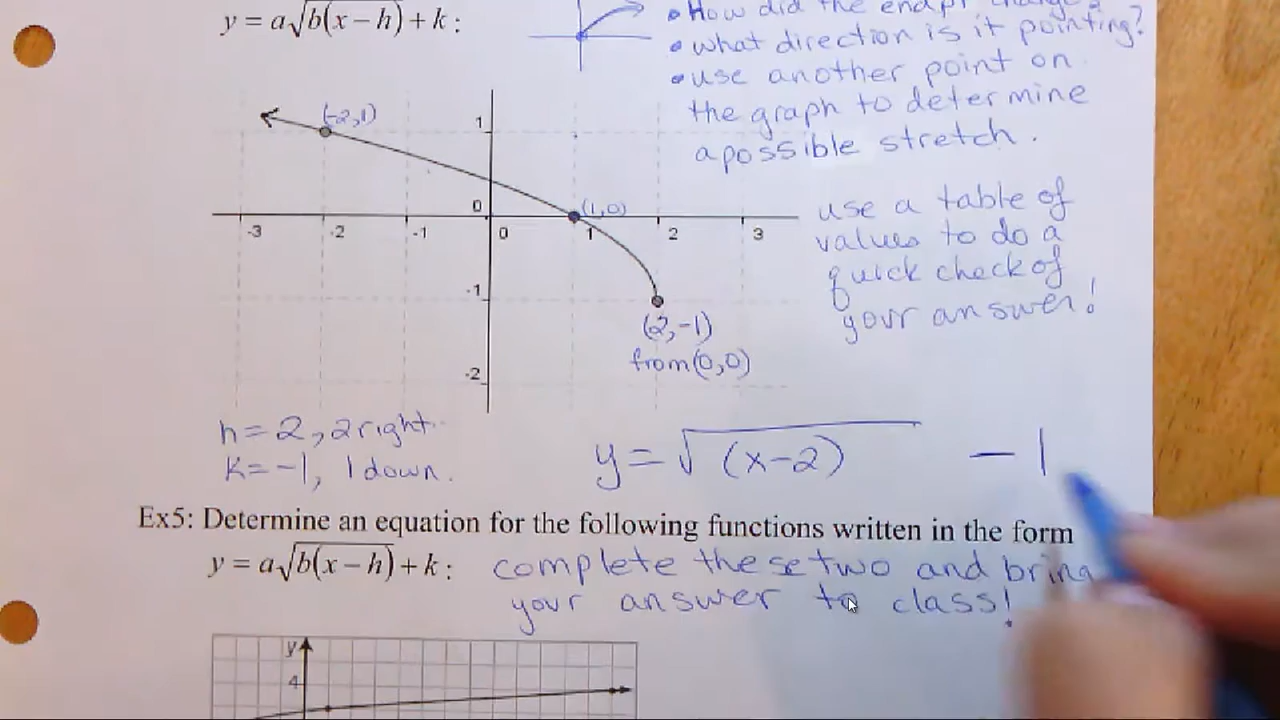 y = a√b(x − h) + k :
• How did the endpt change?
• what direction is it pointing?
• use another point on
the graph to determine
a possible stretch.
(-2,1)
1
0
(1,0)
-3 -2 -1 0 1 2 3
-1
(2,-1)
from (0,0)
-2
use a table of
values to do a
quick check of
your answer!
h = 2, 2 right.
k = -1, 1 down.
y = √(x-2) - 1
Ex5: Determine an equation for the following functions written in the form
y = a√b(x − h) + k :
complete these two and bring
your answer to class!
y
4